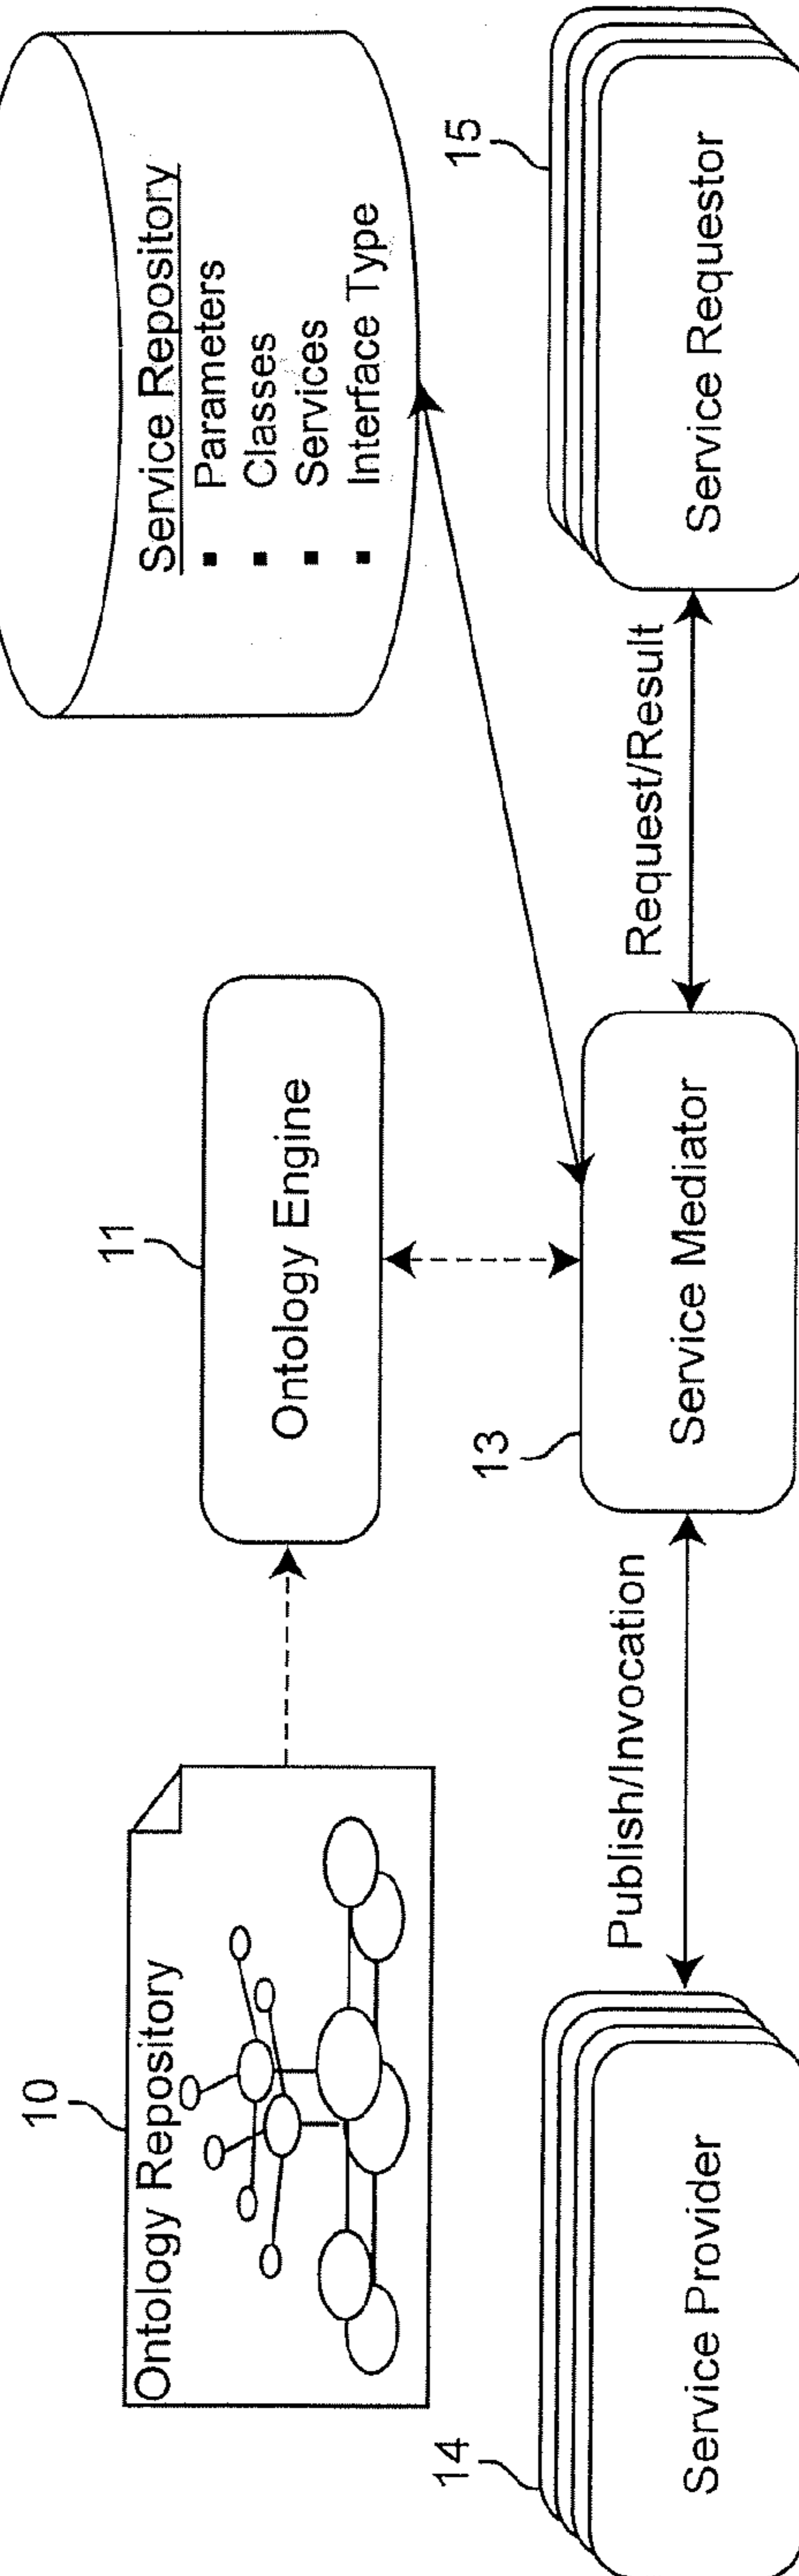 10
Ontology Repository
11
Ontology Engine
Service Repository
▪ Parameters
▪ Classes
▪ Services
▪ Interface Type
14
Service Provider
Publish/Invocation
13
Service Mediator
Request/Result
15
Service Requestor